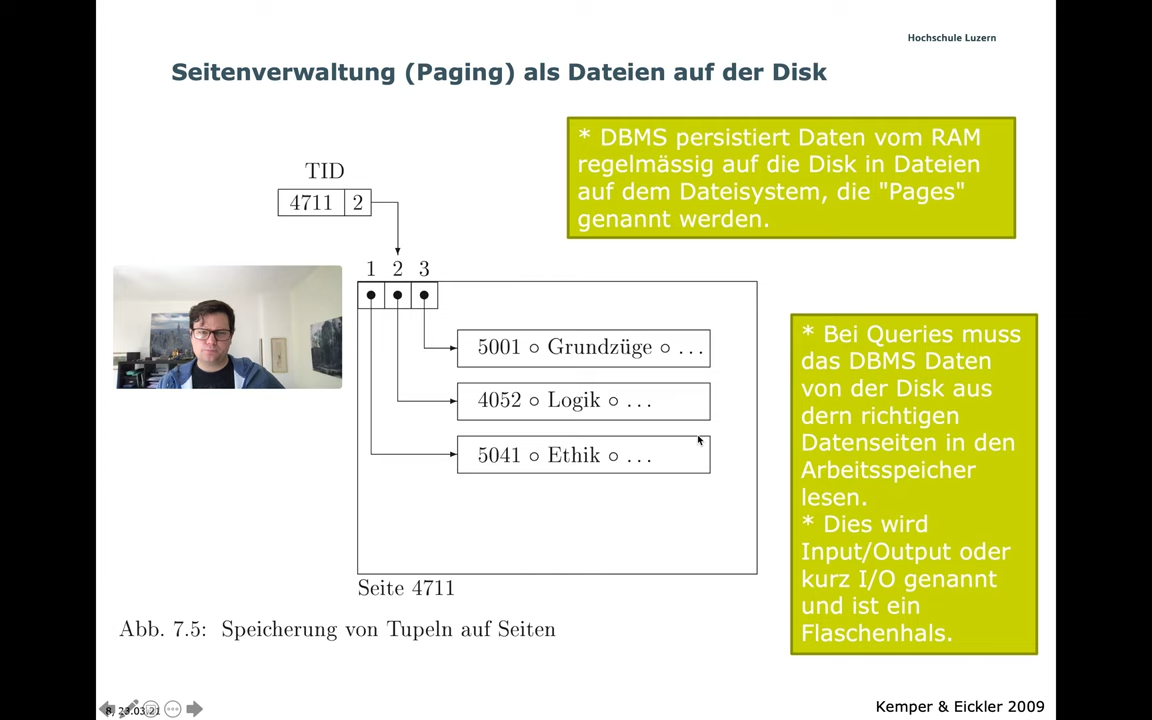 Hochschule Luzern
Seitenverwaltung (Paging) als Dateien auf der Disk
* DBMS persistiert Daten vom RAM
regelmässig auf die Disk in Dateien
auf dem Dateisystem, die "Pages"
genannt werden.
TID
4711 2
1 2 3
5001 ○ Grundzüge ○ ...
4052 ○ Logik ○ ...
5041 ○ Ethik ○ ...
Seite 4711
Abb. 7.5: Speicherung von Tupeln auf Seiten
* Bei Queries muss
das DBMS Daten
von der Disk aus
dern richtigen
Datenseiten in den
Arbeitsspeicher
lesen.
* Dies wird
Input/Output oder
kurz I/O genannt
und ist ein
Flaschenhals.
8, 23.03.21
Kemper & Eickler 2009